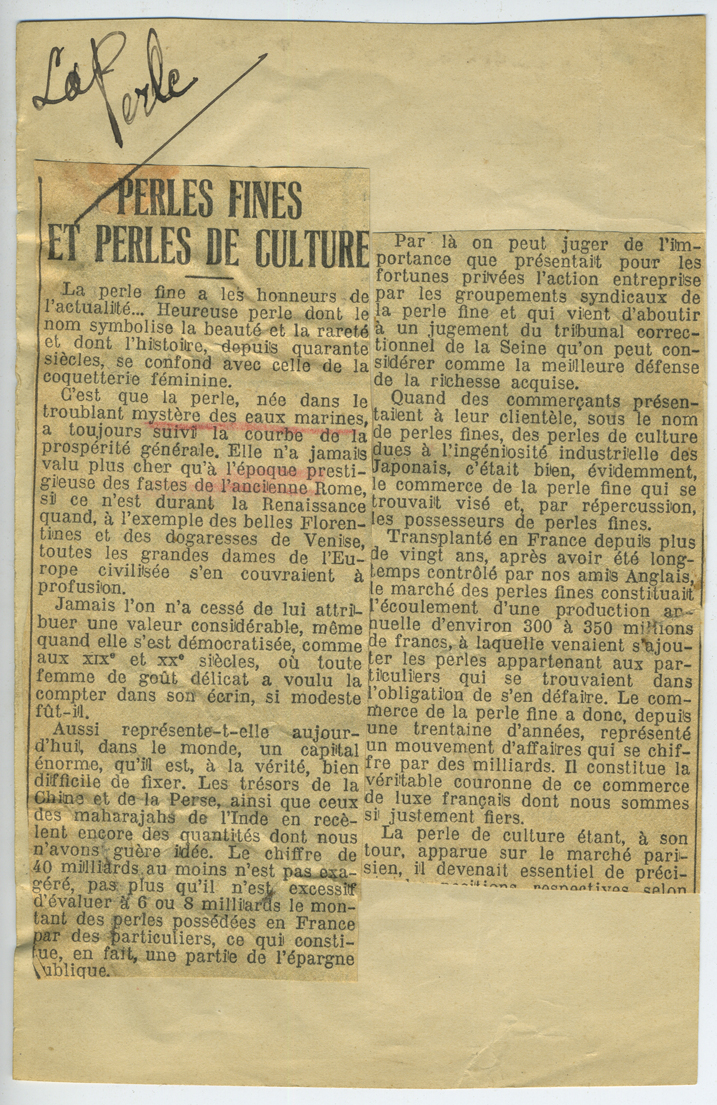 La Perle
PERLES FINES
ET PERLES DE CULTURE
La perle fine a les honneurs de
l'actualité... Heureuse perle dont le
nom symbolise la beauté et la rareté
et dont l'histoire, depuis quarante
siècles, se confond avec celle de la
coquetterie féminine.
C'est que la perle, née dans le
troublant mystère des eaux marines,
a toujours suivi la courbe de la
prospérité générale. Elle n'a jamais
valu plus cher qu'à l'époque presti-
gieuse des fastes de l'ancienne Rome,
si ce n'est durant la Renaissance
quand, à l'exemple des belles Floren-
tines et des dogaresses de Venise,
toutes les grandes dames de l'Eu-
rope civilisée s'en couvraient à
profusion.
Jamais l'on n'a cessé de lui attri-
buer une valeur considérable, même
quand elle s'est démocratisée, comme
aux XIXe et XXe siècles, où toute
femme de goût délicat a voulu la
compter dans son écrin, si modeste
fût-il.
Aussi représente-t-elle aujour-
d'hui, dans le monde, un capital
énorme, qu'il est, à la vérité, bien
difficile de fixer. Les trésors de la
Chine et de la Perse, ainsi que ceux
des maharajahs de l'Inde en recè-
lent encore des quantités dont nous
n'avons guère idée. Le chiffre de
40 milliards au moins n'est pas exa-
géré, pas plus qu'il n'est excessif
d'évaluer à 6 ou 8 milliards le mon-
tant des perles possédées en France
par des particuliers, ce qui consti-
tue, en fait, une partie de l'épargne
publique.
Par là on peut juger de l'im-
portance que présentait pour les
fortunes privées l'action entreprise
par les groupements syndicaux de
la perle fine et qui vient d'aboutir
à un jugement du tribunal correc-
tionnel de la Seine qu'on peut con-
sidérer comme la meilleure défense
de la richesse acquise.
Quand des commerçants présen-
taient à leur clientèle, sous le nom
de perles fines, des perles de culture
dues à l'ingéniosité industrielle des
Japonais, c'était bien, évidemment,
le commerce de la perle fine qui se
trouvait visé et, par répercussion,
les possesseurs de perles fines.
Transplanté en France depuis plus
de vingt ans, après avoir été long-
temps contrôlé par nos amis Anglais,
le marché des perles fines constituait
l'écoulement d'une production an-
nuelle d'environ 300 à 350 millions
de francs, à laquelle venaient s'ajou-
ter les perles appartenant aux par-
ticuliers qui se trouvaient dans
l'obligation de s'en défaire. Le com-
merce de la perle fine a donc, depuis
une trentaine d'années, représenté
un mouvement d'affaires qui se chif-
fre par des milliards. Il constitue la
véritable couronne de ce commerce
de luxe français dont nous sommes
si justement fiers.
La perle de culture étant, à son
tour, apparue sur le marché pari-
sien, il devenait essentiel de préci-
respectives selon